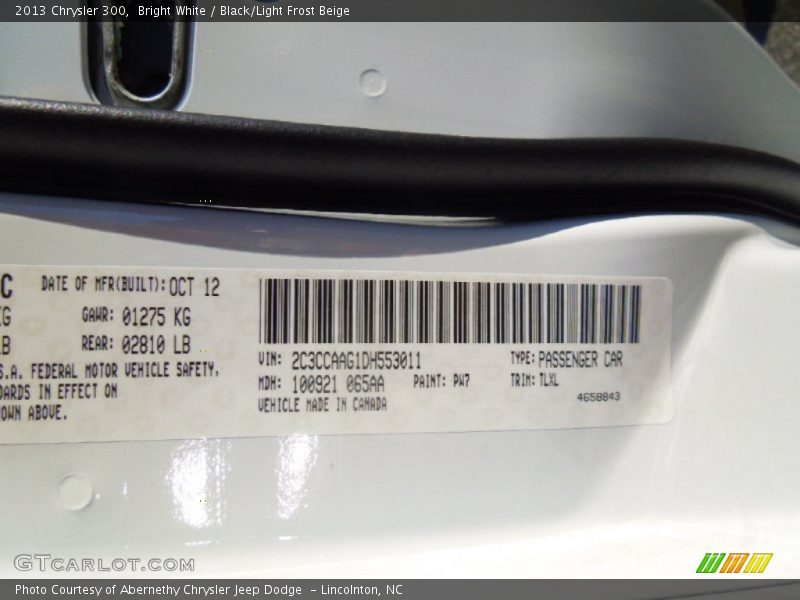 2013 Chrysler 300, Bright White / Black/Light Frost Beige
C DATE OF MFR(BUILT): OCT 12
KG GAWR: 01275 KG
LB REAR: 02810 LB
S.A. FEDERAL MOTOR VEHICLE SAFETY,
DARDS IN EFFECT ON
OWN ABOVE.
VIN: 2C3CCAAG1DH553011 TYPE: PASSENGER CAR
MDH: 100921 065AA PAINT: PW7 TRIM: TLXL
VEHICLE MADE IN CANADA 4658843
GTCARLOT.COM
Photo Courtesy of Abernethy Chrysler Jeep Dodge - Lincolnton, NC